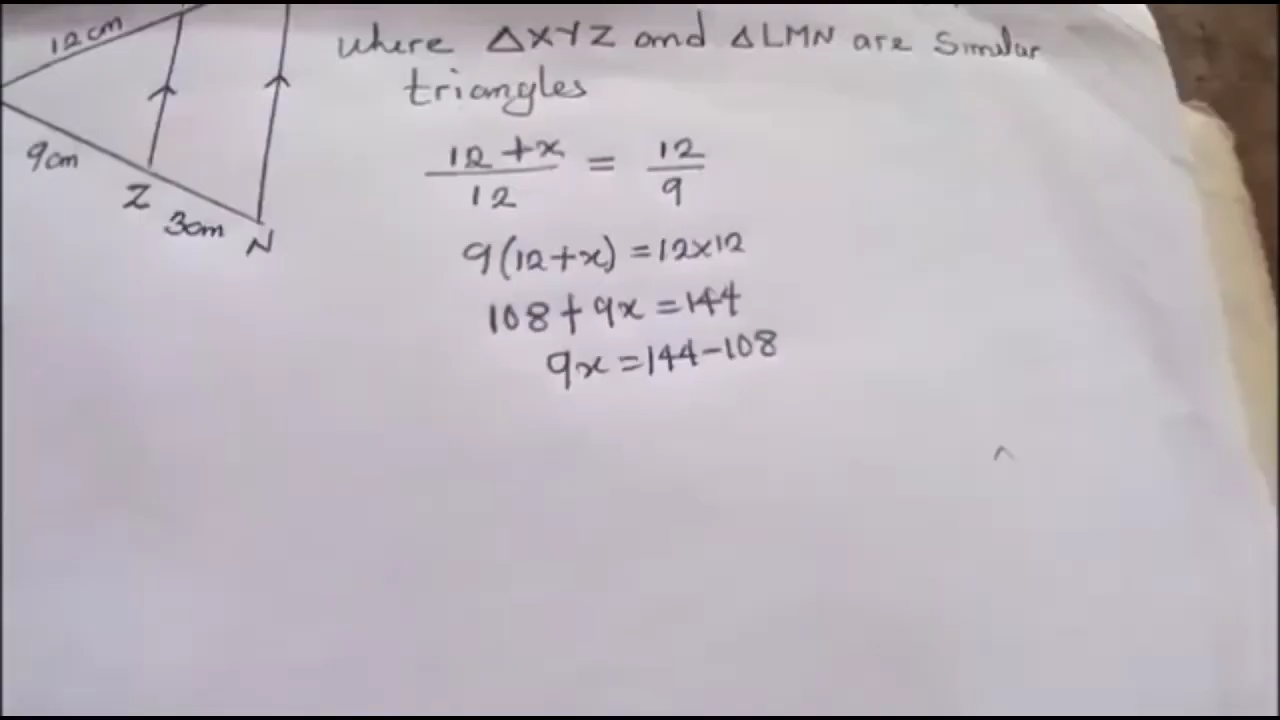 12cm
where △XYZ and △LMN are Similar
triangles
12 + x / 12 = 12 / 9
9cm
Z
3cm
N
9(12+x) = 12×12
108 + 9x = 144
9x = 144 - 108